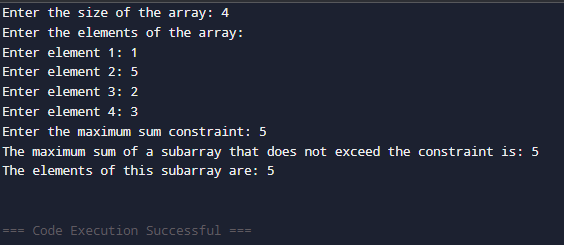 Enter the size of the array: 4
Enter the elements of the array:
Enter element 1: 1
Enter element 2: 5
Enter element 3: 2
Enter element 4: 3
Enter the maximum sum constraint: 5
The maximum sum of a subarray that does not exceed the constraint is: 5
The elements of this subarray are: 5
=== Code Execution Successful ===